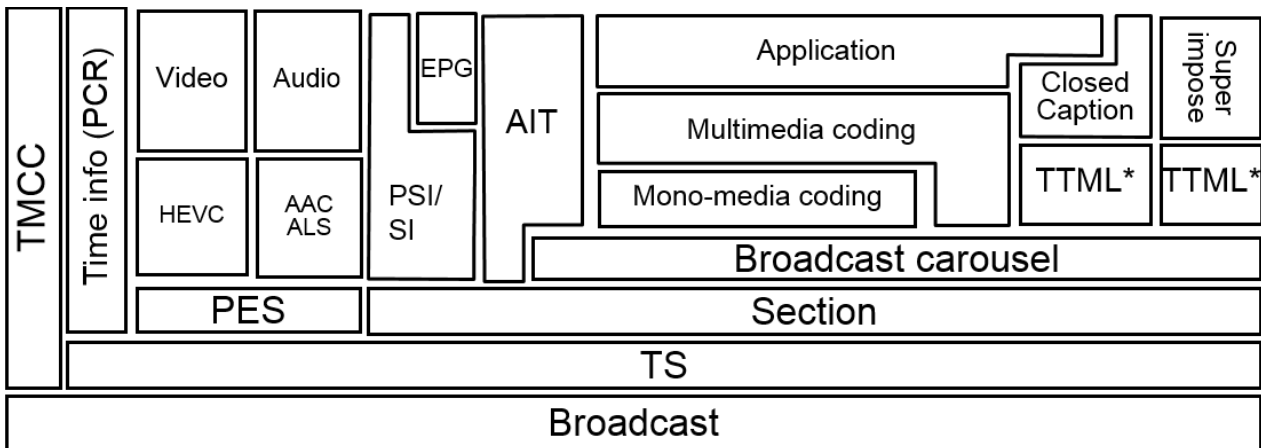 TMCC
Time info (PCR)
Video
Audio
HEVC
AAC
ALS
PES
PSI/
SI
EPG
AIT
Application
Multimedia coding
Mono-media coding
Closed
Caption
TTML*
Super
impose
TTML*
Broadcast carousel
Section
TS
Broadcast